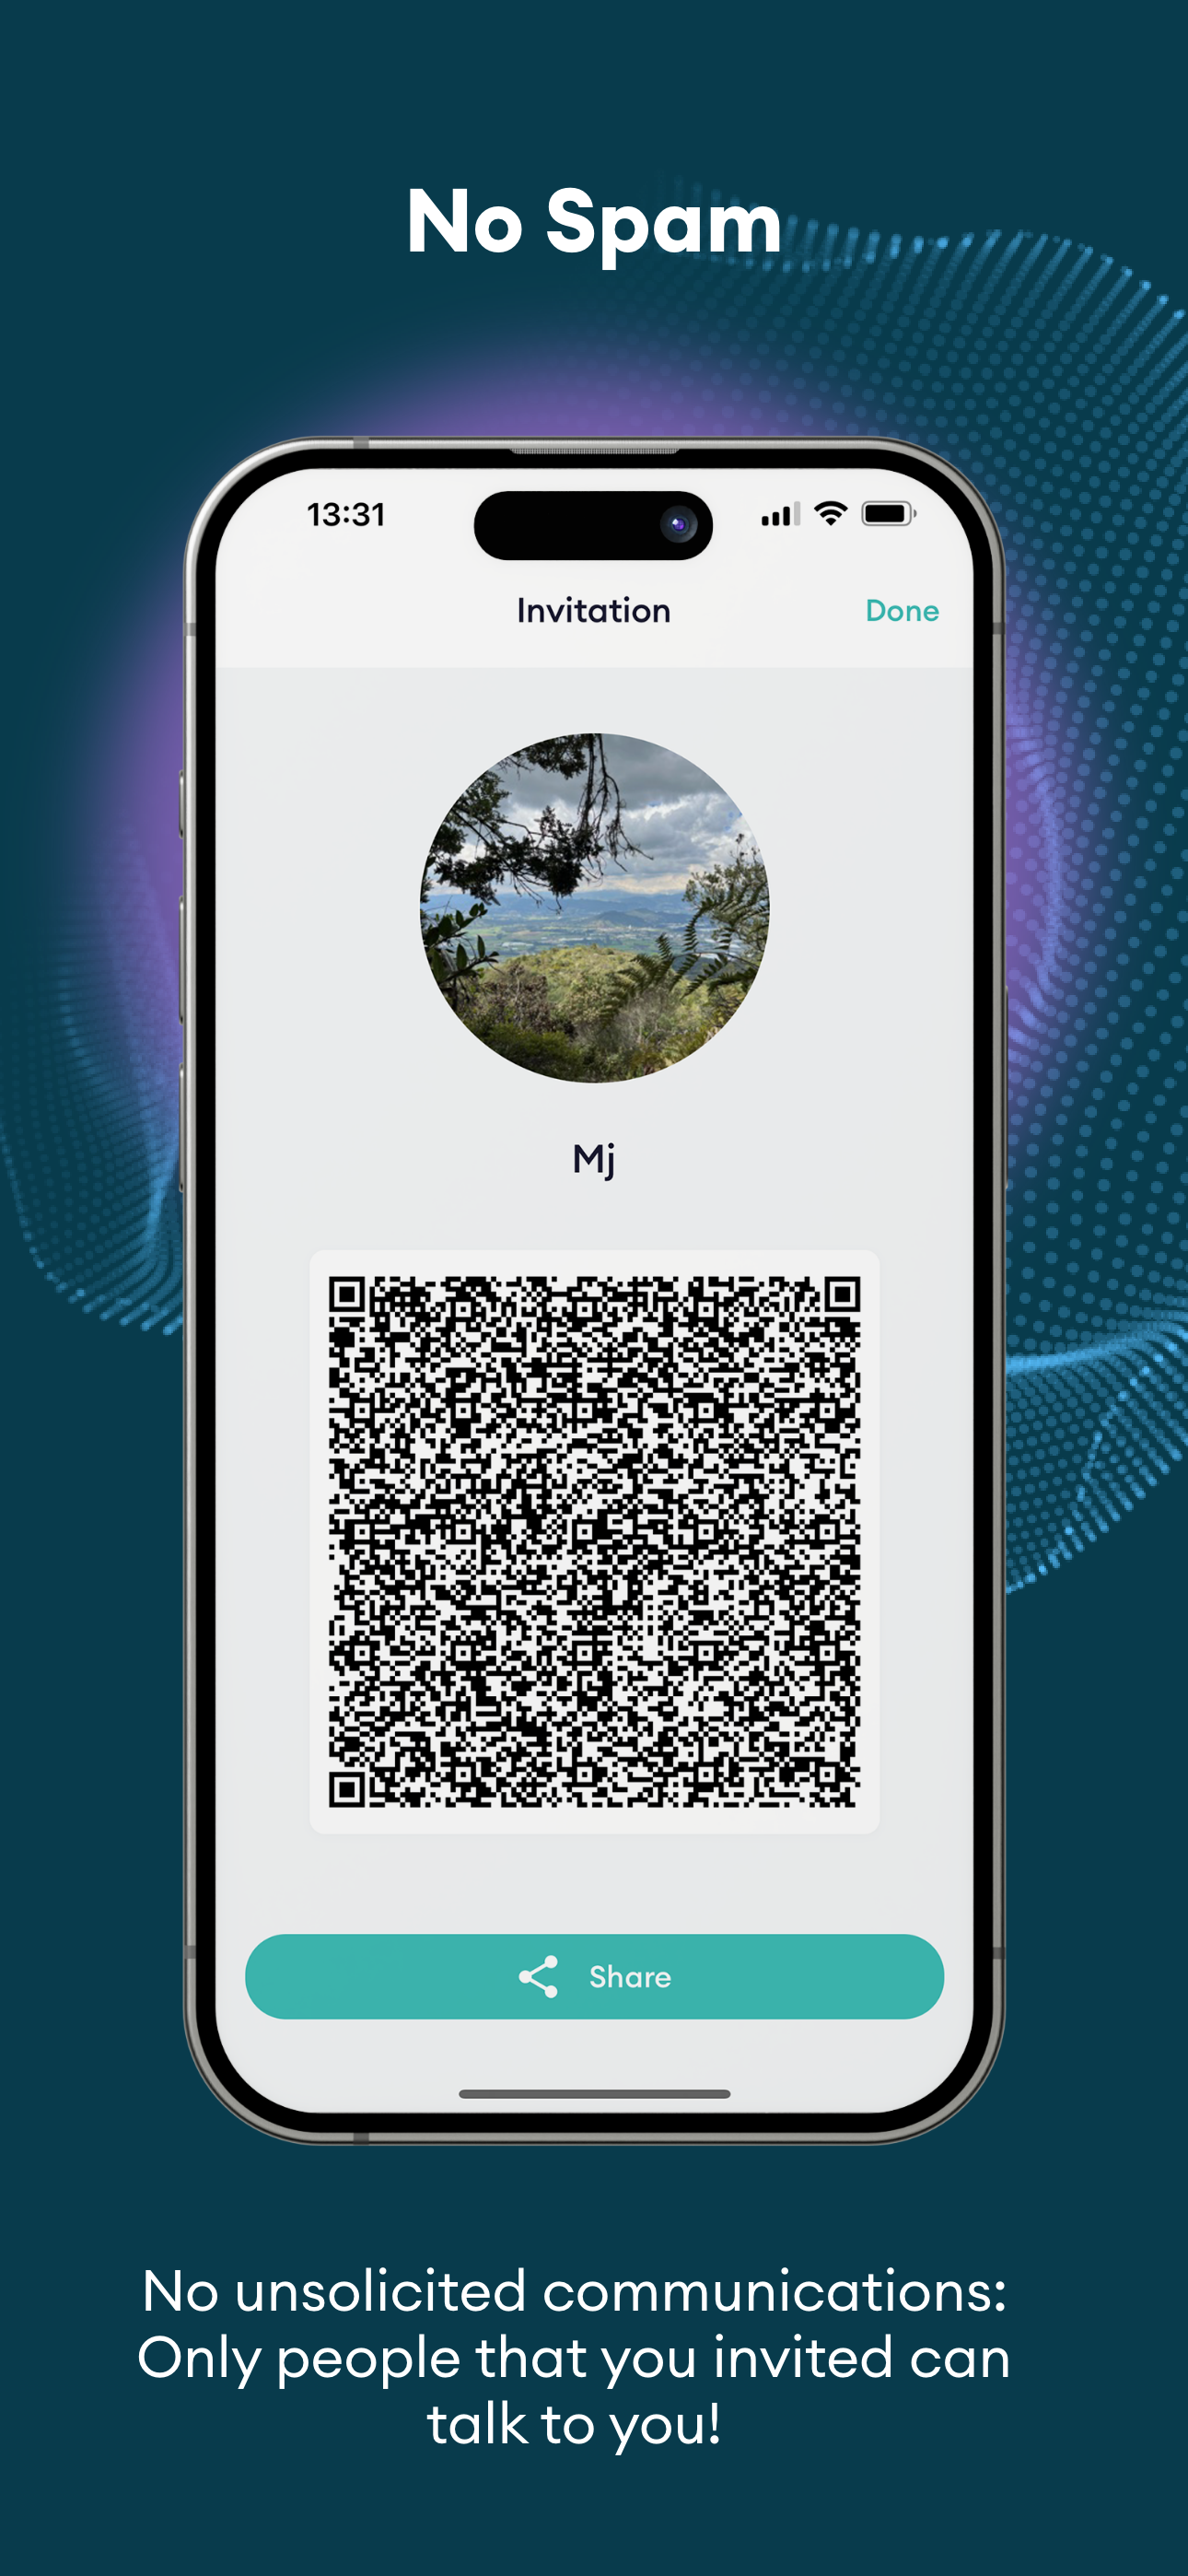 No Spam
13:31
Invitation
Done
Mj
Share
No unsolicited communications:
Only people that you invited can
talk to you!